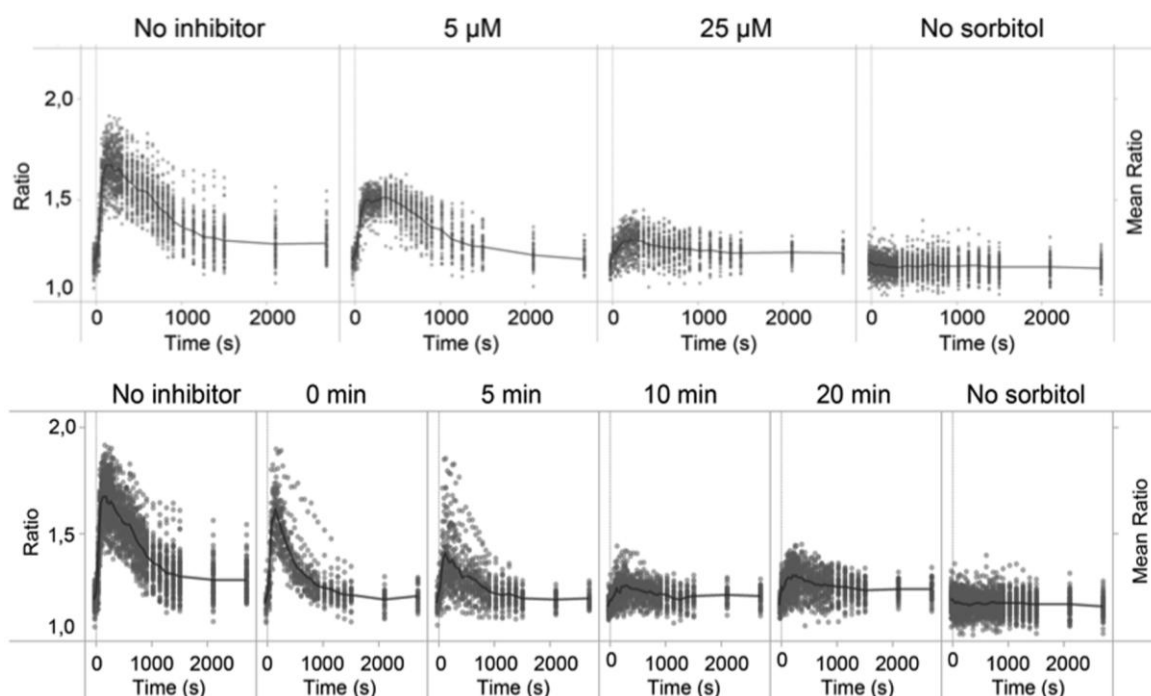 No inhibitor 5 µM 25 µM No sorbitol
2,0
1,5
1,0
Ratio
Mean Ratio
0 1000 2000 0 1000 2000 0 1000 2000 0 1000 2000
Time (s) Time (s) Time (s) Time (s)
No inhibitor 0 min 5 min 10 min 20 min No sorbitol
2,0
1,5
1,0
Ratio
Mean Ratio
0 1000 2000 0 1000 2000 0 1000 2000 0 1000 2000 0 1000 2000 0 1000 2000
Time (s) Time (s) Time (s) Time (s) Time (s) Time (s)